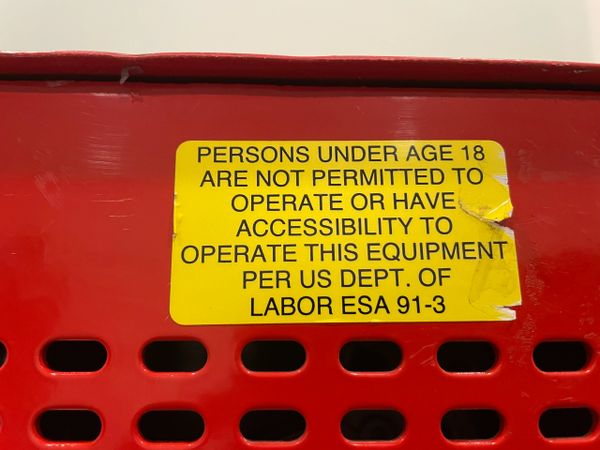 PERSONS UNDER AGE 18
ARE NOT PERMITTED TO
OPERATE OR HAVE
ACCESSIBILITY TO
OPERATE THIS EQUIPMENT
PER US DEPT. OF
LABOR ESA 91-3